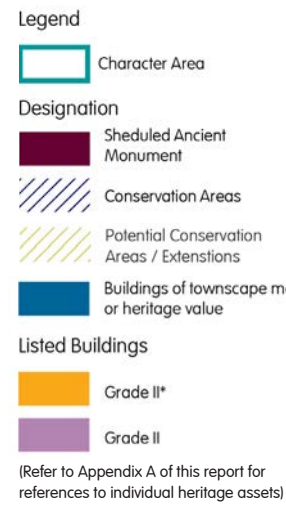 Legend
Character Area
Designation
Sheduled Ancient
Monument
Conservation Areas
Potential Conservation
Areas / Extenstions
Buildings of townscape m
or heritage value
Listed Buildings
Grade II*
Grade II
(Refer to Appendix A of this report for
references to individual heritage assets)